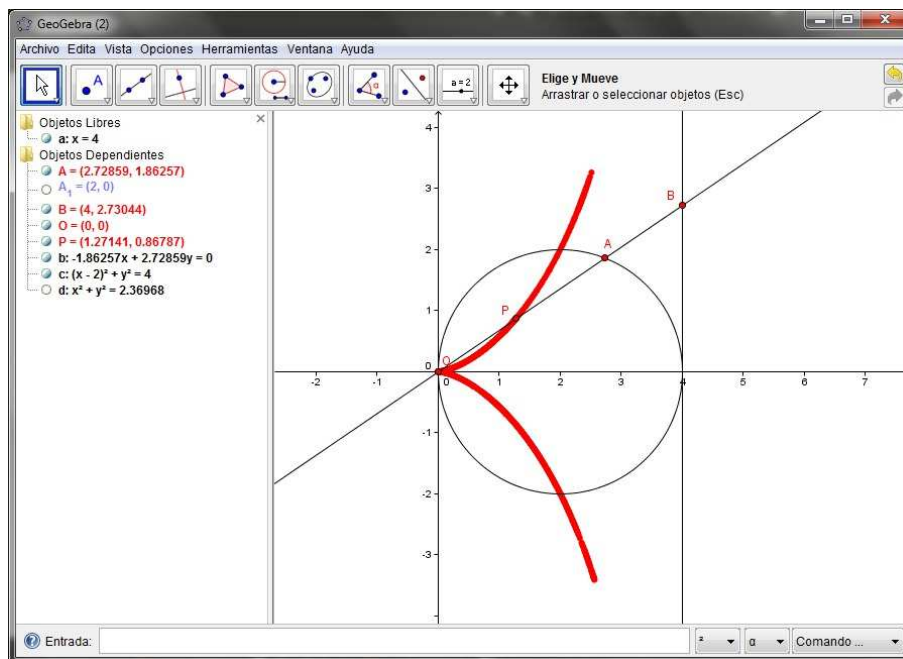 GeoGebra (2)
Archivo Edita Vista Opciones Herramientas Ventana Ayuda
A
α
a = 2
Elige y Mueve
Arrastrar o seleccionar objetos (Esc)
Objetos Libres
a: x = 4
Objetos Dependientes
A = (2.72859, 1.86257)
A₁ = (2, 0)
B = (4, 2.73044)
O = (0, 0)
P = (1.27141, 0.86787)
b: -1.86257x + 2.72859y = 0
c: (x - 2)² + y² = 4
d: x² + y² = 2.36968
4
3
B
2
A
1
P
O
0
-2 -1 0 1 2 3 4 5 6 7
-1
-2
-3
Entrada:
² α Comando ...